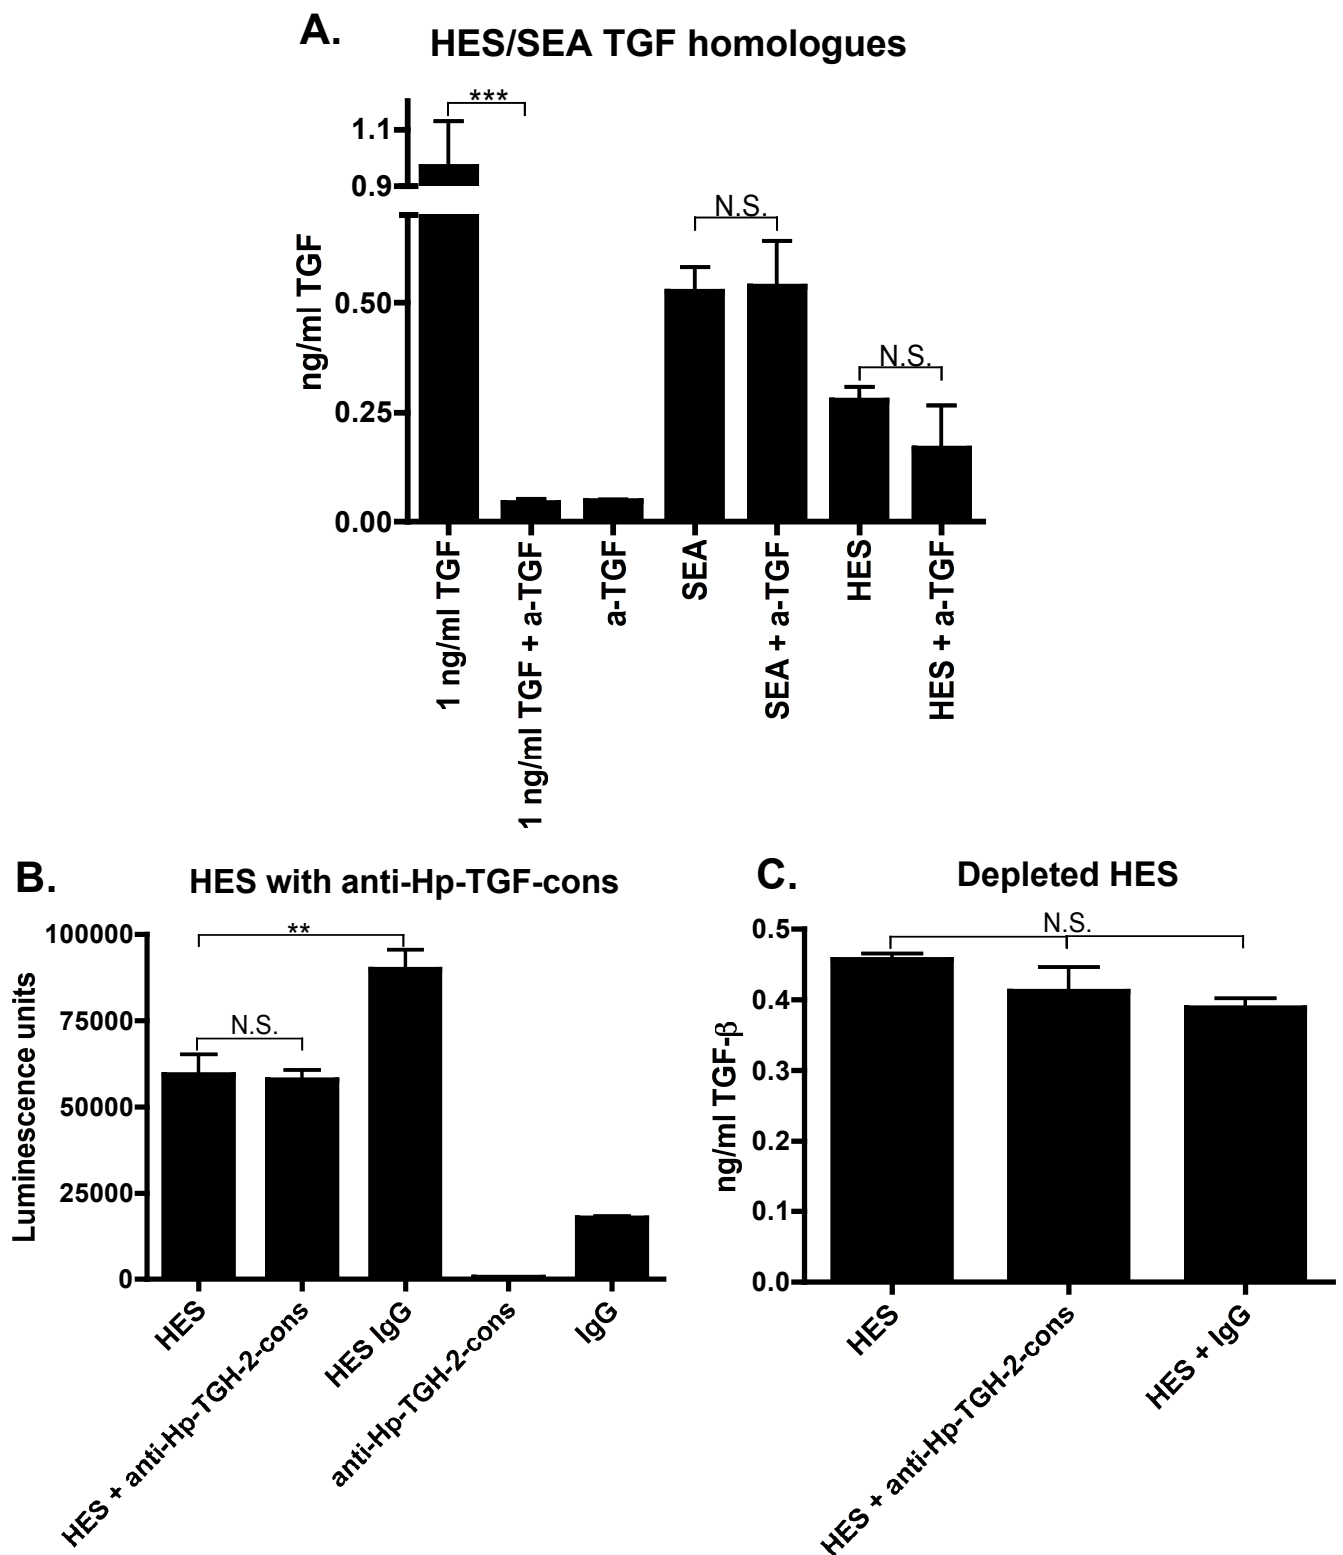 A.
HES/SEA TGF homologues
***
1.1
0.9
N.S.
ng/ml TGF
0.50
N.S.
0.25
0.00
1 ng/ml TGF
1 ng/ml TGF + a-TGF
a-TGF
SEA
SEA + a-TGF
HES
HES + a-TGF
B.
HES with anti-Hp-TGF-cons
Luminescence units
100000
**
75000
N.S.
50000
25000
0
HES
HES + anti-Hp-TGH-2-cons
HES IgG
anti-Hp-TGH-2-cons
IgG
C.
Depleted HES
ng/ml TGF-β
0.5
N.S.
0.4
0.3
0.2
0.1
0.0
HES
HES + anti-Hp-TGH-2-cons
HES + IgG